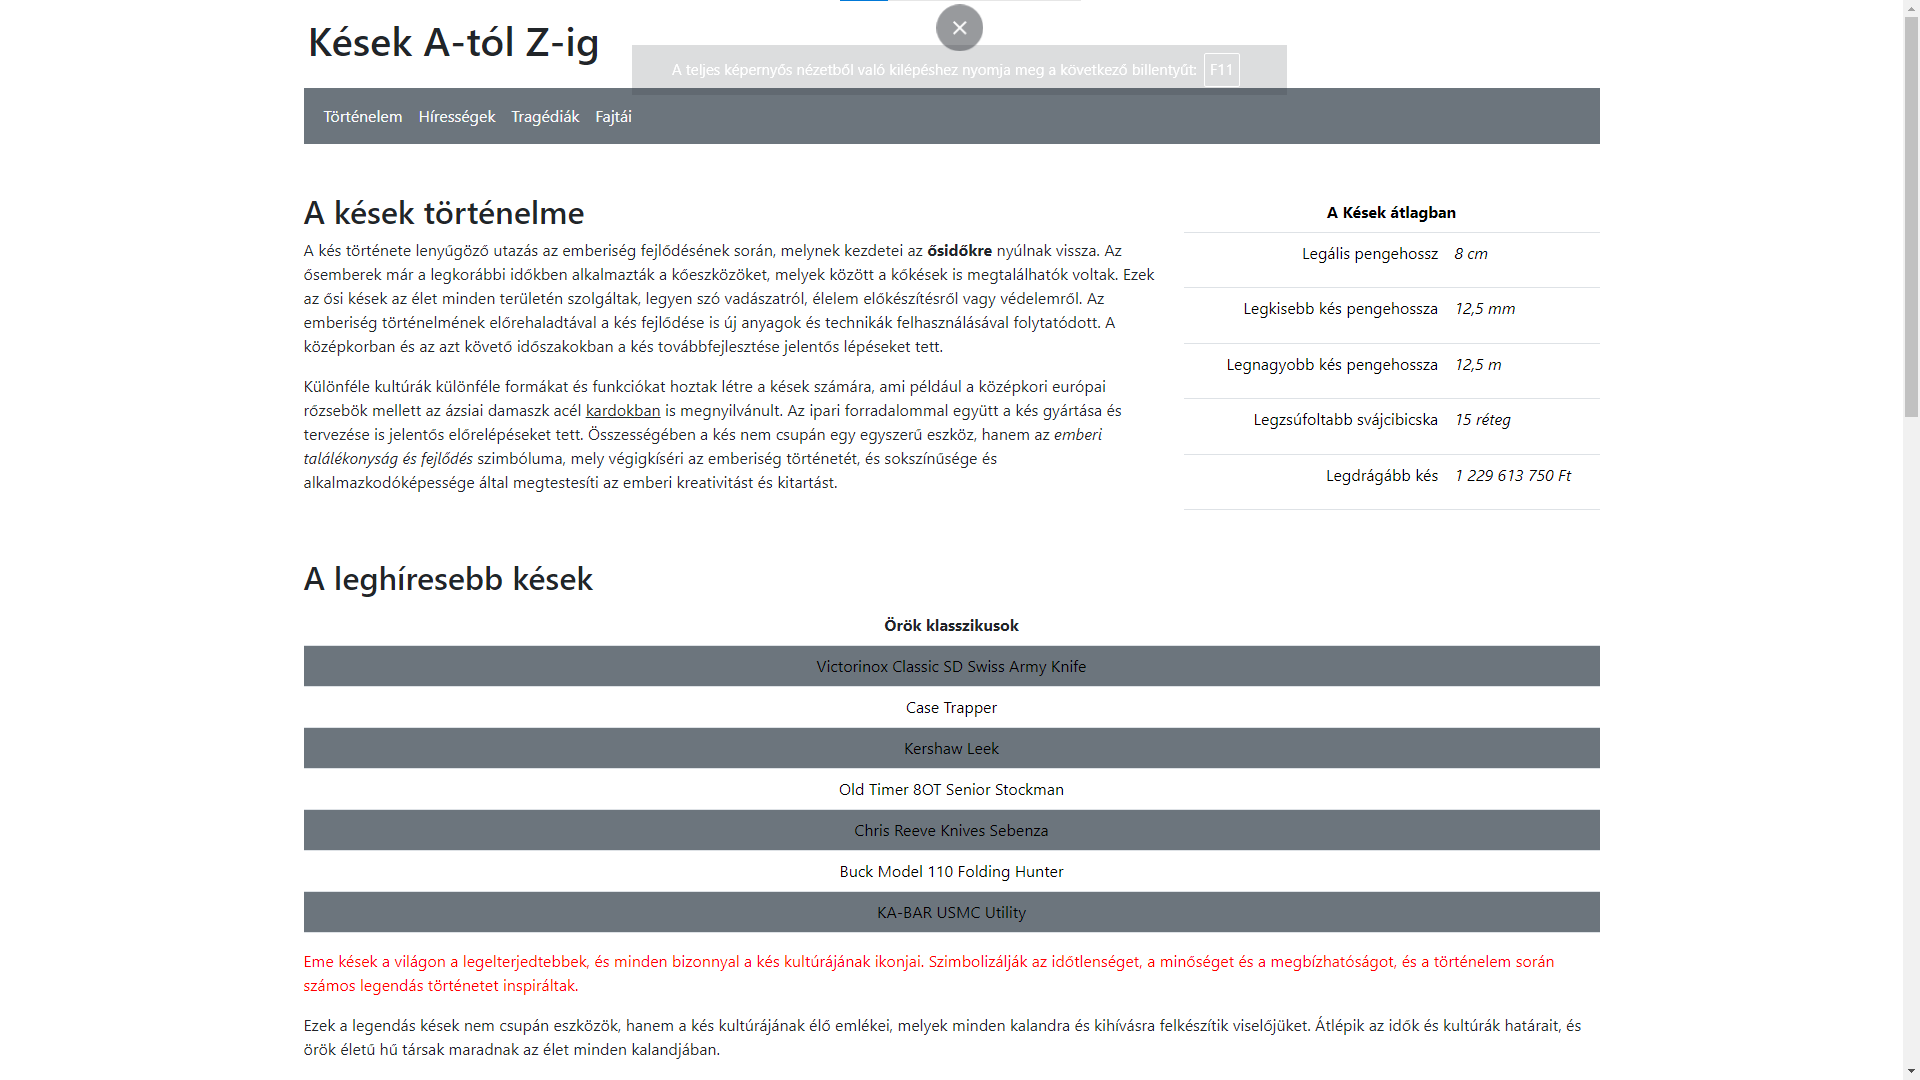 Kések A-tól Z-ig
A teljes képernyős nézetből való kilépéshez nyomja meg a következő billentyűt: F11
Történelem Hírességek Tragédiák Fajtái
A kések történelme
A kés története lenyűgöző utazás az emberiség fejlődésének során, melynek kezdetei az ősidőkre nyúlnak vissza. Az
ősemberek már a legkorábbi időkben alkalmazták a kőeszközöket, melyek között a kőkések is megtalálhatók voltak. Ezek
az ősi kések az élet minden területén szolgáltak, legyen szó vadászatról, élelem előkészítésről vagy védelemről. Az
emberiség történelmének előrehaladtával a kés fejlődése is új anyagok és technikák felhasználásával folytatódott. A
középkorban és az azt követő időszakokban a kés továbbfejlesztése jelentős lépéseket tett.
Különféle kultúrák különféle formákat és funkciókat hoztak létre a kések számára, ami például a középkori európai
rőzsebök mellett az ázsiai damaszk acél kardokban is megnyilvánult. Az ipari forradalommal együtt a kés gyártása és
tervezése is jelentős előrelépéseket tett. Összességében a kés nem csupán egy egyszerű eszköz, hanem az emberi
találékonyság és fejlődés szimbóluma, mely végigkíséri az emberiség történetét, és sokszínűsége és
alkalmazkodóképessége által megtestesíti az emberi kreativitást és kitartást.
A Kések átlagban
Legális pengehossz 8 cm
Legkisebb kés pengehossza 12,5 mm
Legnagyobb kés pengehossza 12,5 m
Legzsúfoltabb svájcibicska 15 réteg
Legdrágább kés 1 229 613 750 Ft
A leghíresebb kések
Örök klasszikusok
Victorinox Classic SD Swiss Army Knife
Case Trapper
Kershaw Leek
Old Timer 8OT Senior Stockman
Chris Reeve Knives Sebenza
Buck Model 110 Folding Hunter
KA-BAR USMC Utility
Eme kések a világon a legelterjedtebbek, és minden bizonnyal a kés kultúrájának ikonjai. Szimbolizálják az időtlenséget, a minőséget és a megbízhatóságot, és a történelem során
számos legendás történetet inspiráltak.
Ezek a legendás kések nem csupán eszközök, hanem a kés kultúrájának élő emlékei, melyek minden kalandra és kihívásra felkészítik viselőjüket. Átlépik az idők és kultúrák határait, és
örök életű hű társak maradnak az élet minden kalandjában.